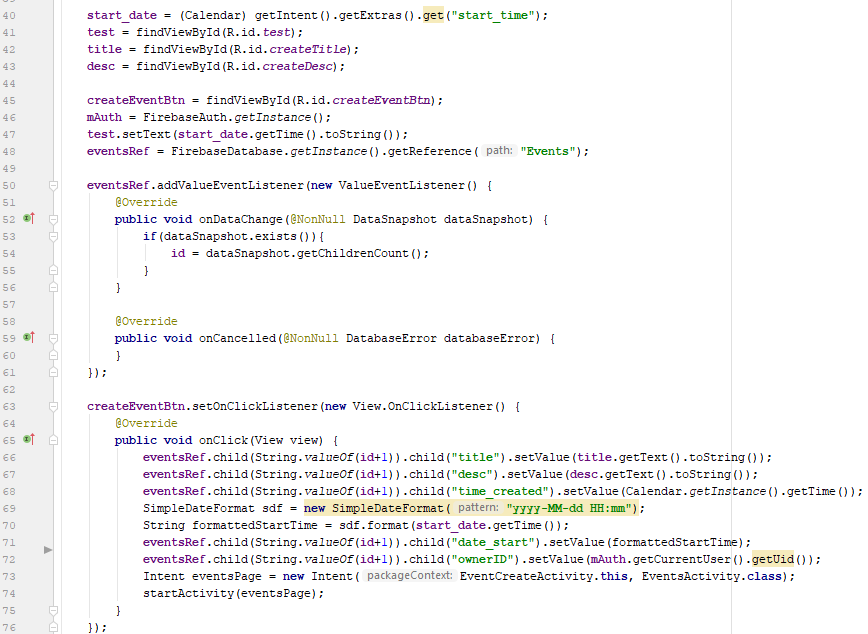 40 start_date = (Calendar) getIntent().getExtras().get("start_time");
41 test = findViewById(R.id.test);
42 title = findViewById(R.id.createTitle);
43 desc = findViewById(R.id.createDesc);
44
45 createEventBtn = findViewById(R.id.createEventBtn);
46 mAuth = FirebaseAuth.getInstance();
47 test.setText(start_date.getTime().toString());
48 eventsRef = FirebaseDatabase.getInstance().getReference( path: "Events");
49
50 eventsRef.addValueEventListener(new ValueEventListener() {
51 @Override
52 public void onDataChange(@NonNull DataSnapshot dataSnapshot) {
53 if(dataSnapshot.exists()){
54 id = dataSnapshot.getChildrenCount();
55 }
56 }
57
58 @Override
59 public void onCancelled(@NonNull DatabaseError databaseError) {
60 }
61 });
62
63 createEventBtn.setOnClickListener(new View.OnClickListener() {
64 @Override
65 public void onClick(View view) {
66 eventsRef.child(String.valueOf(id+1)).child("title").setValue(title.getText().toString());
67 eventsRef.child(String.valueOf(id+1)).child("desc").setValue(desc.getText().toString());
68 eventsRef.child(String.valueOf(id+1)).child("time_created").setValue(Calendar.getInstance().getTime());
69 SimpleDateFormat sdf = new SimpleDateFormat( pattern: "yyyy-MM-dd HH:mm");
70 String formattedStartTime = sdf.format(start_date.getTime());
71 eventsRef.child(String.valueOf(id+1)).child("date_start").setValue(formattedStartTime);
72 eventsRef.child(String.valueOf(id+1)).child("ownerID").setValue(mAuth.getCurrentUser().getUid());
73 Intent eventsPage = new Intent( packageContext: EventCreateActivity.this, EventsActivity.class);
74 startActivity(eventsPage);
75 }
76 });